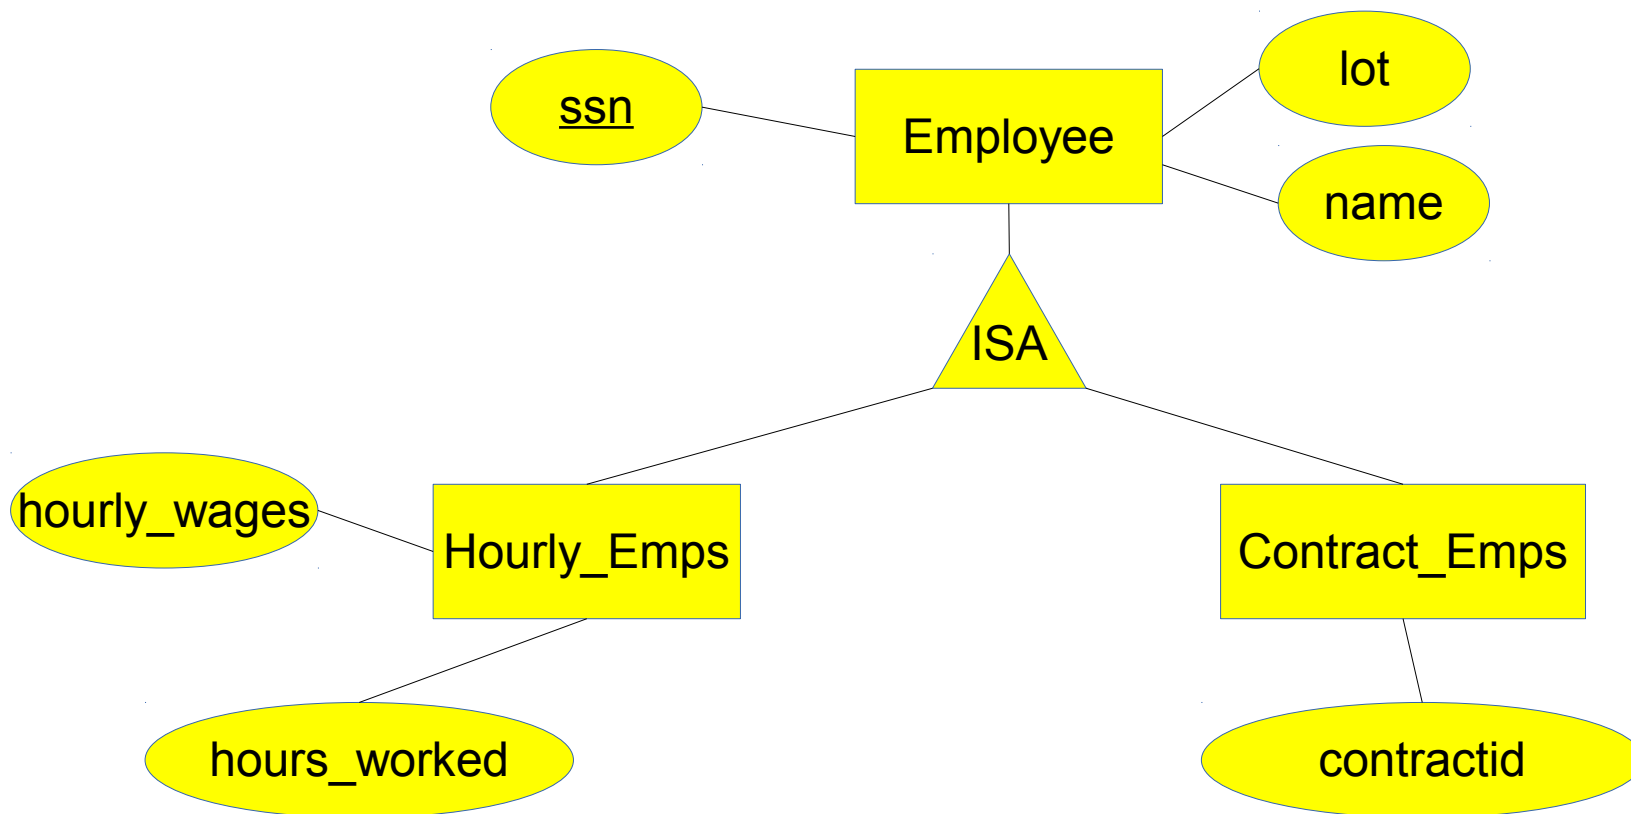 lot
ssn
Employee
name
ISA
hourly_wages
Hourly_Emps
Contract_Emps
hours_worked
contractid